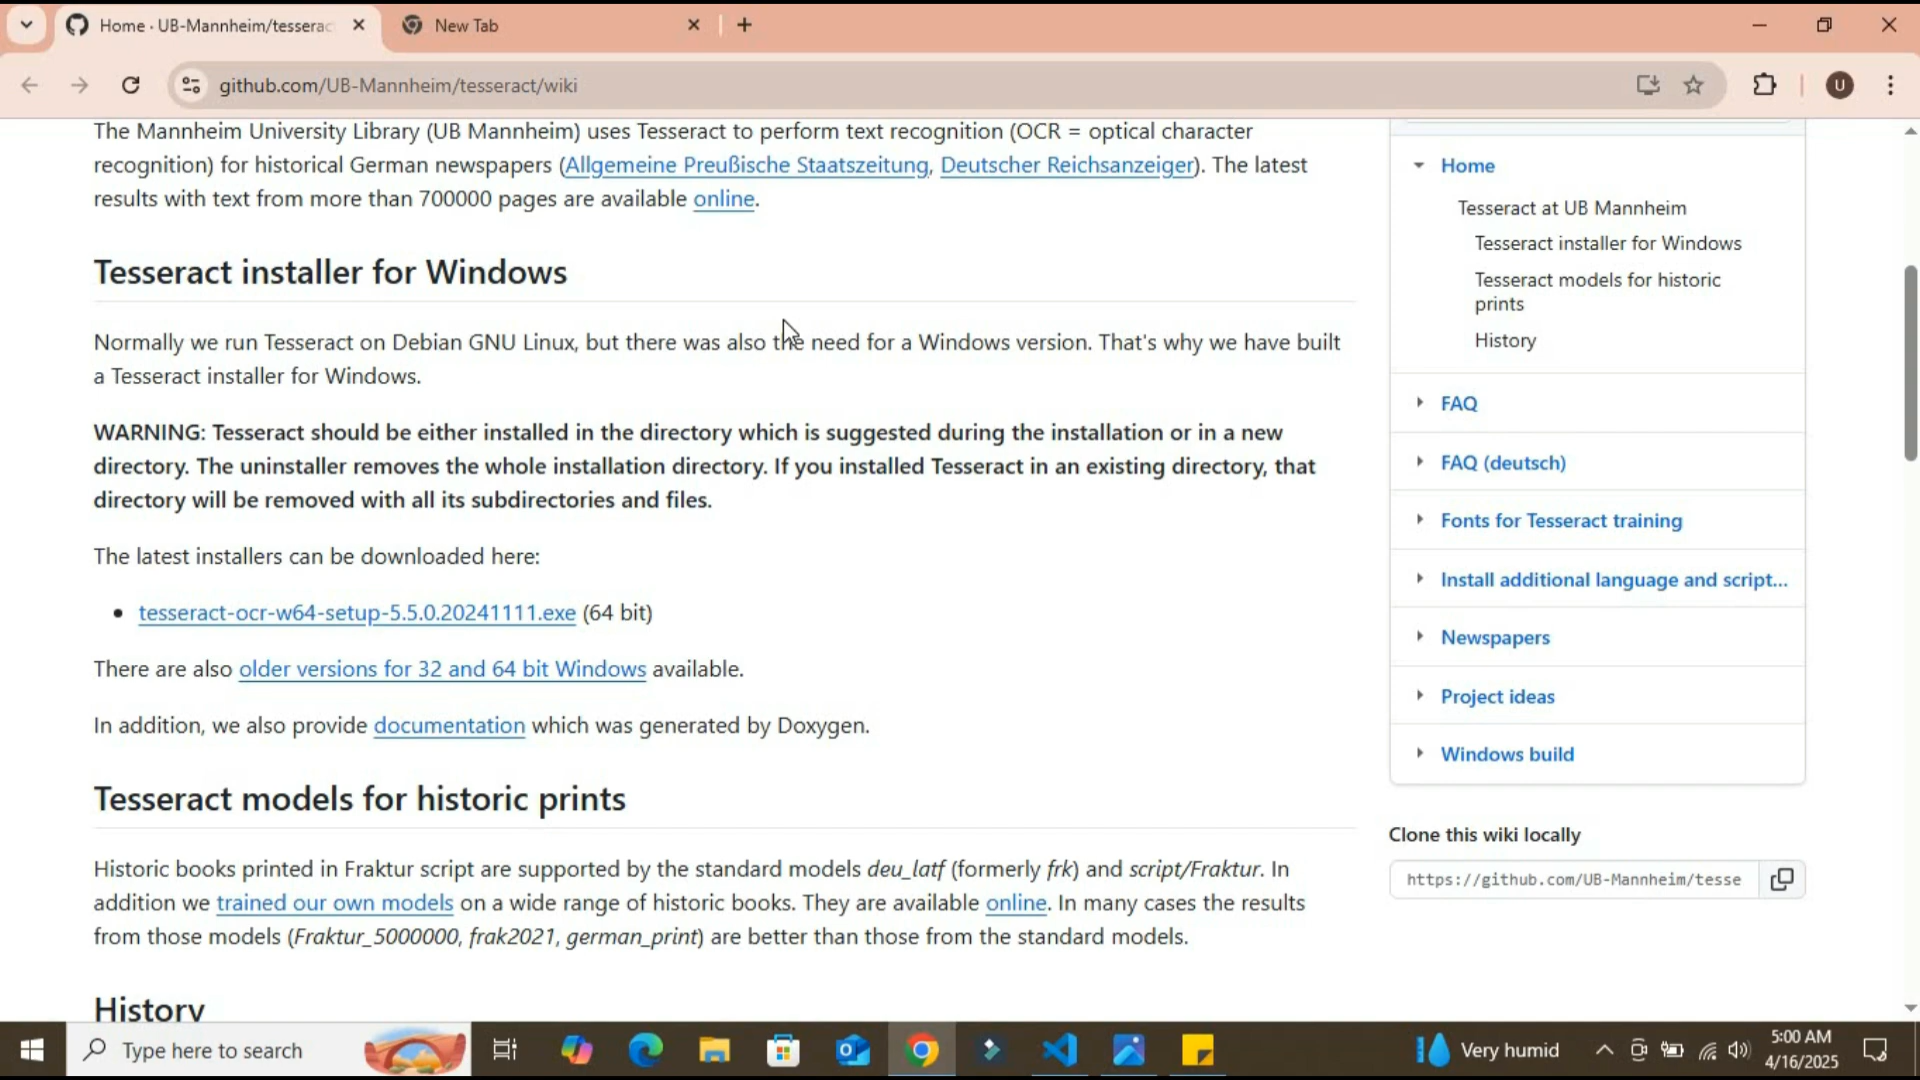 Home · UB-Mannheim/tesserac
New Tab
github.com/UB-Mannheim/tesseract/wiki
U
The Mannheim University Library (UB Mannheim) uses Tesseract to perform text recognition (OCR = optical character
recognition) for historical German newspapers (Allgemeine Preußische Staatszeitung, Deutscher Reichsanzeiger). The latest
results with text from more than 700000 pages are available online.
Tesseract installer for Windows
Normally we run Tesseract on Debian GNU Linux, but there was also the need for a Windows version. That's why we have built
a Tesseract installer for Windows.
WARNING: Tesseract should be either installed in the directory which is suggested during the installation or in a new
directory. The uninstaller removes the whole installation directory. If you installed Tesseract in an existing directory, that
directory will be removed with all its subdirectories and files.
The latest installers can be downloaded here:
• tesseract-ocr-w64-setup-5.5.0.20241111.exe (64 bit)
There are also older versions for 32 and 64 bit Windows available.
In addition, we also provide documentation which was generated by Doxygen.
Tesseract models for historic prints
Historic books printed in Fraktur script are supported by the standard models deu_latf (formerly frk) and script/Fraktur. In
addition we trained our own models on a wide range of historic books. They are available online. In many cases the results
from those models (Fraktur_5000000, frak2021, german_print) are better than those from the standard models.
History
Home
Tesseract at UB Mannheim
Tesseract installer for Windows
Tesseract models for historic
prints
History
FAQ
FAQ (deutsch)
Fonts for Tesseract training
Install additional language and script...
Newspapers
Project ideas
Windows build
Clone this wiki locally
https://github.com/UB-Mannheim/tesse
Type here to search
Very humid
5:00 AM
4/16/2025